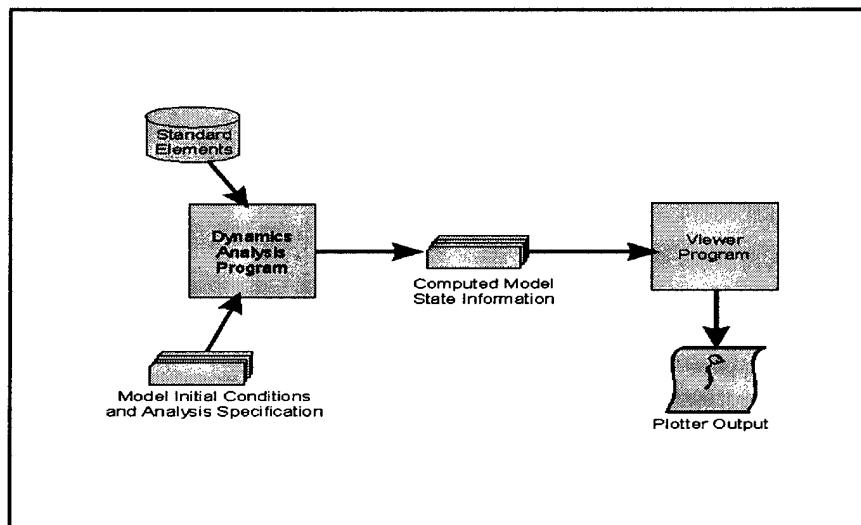 Standard
Elements
Dynamics
Analysis
Program
Viewer
Program
Computed Model
State Information
Model Initial Conditions
and Analysis Specification
Plotter Output